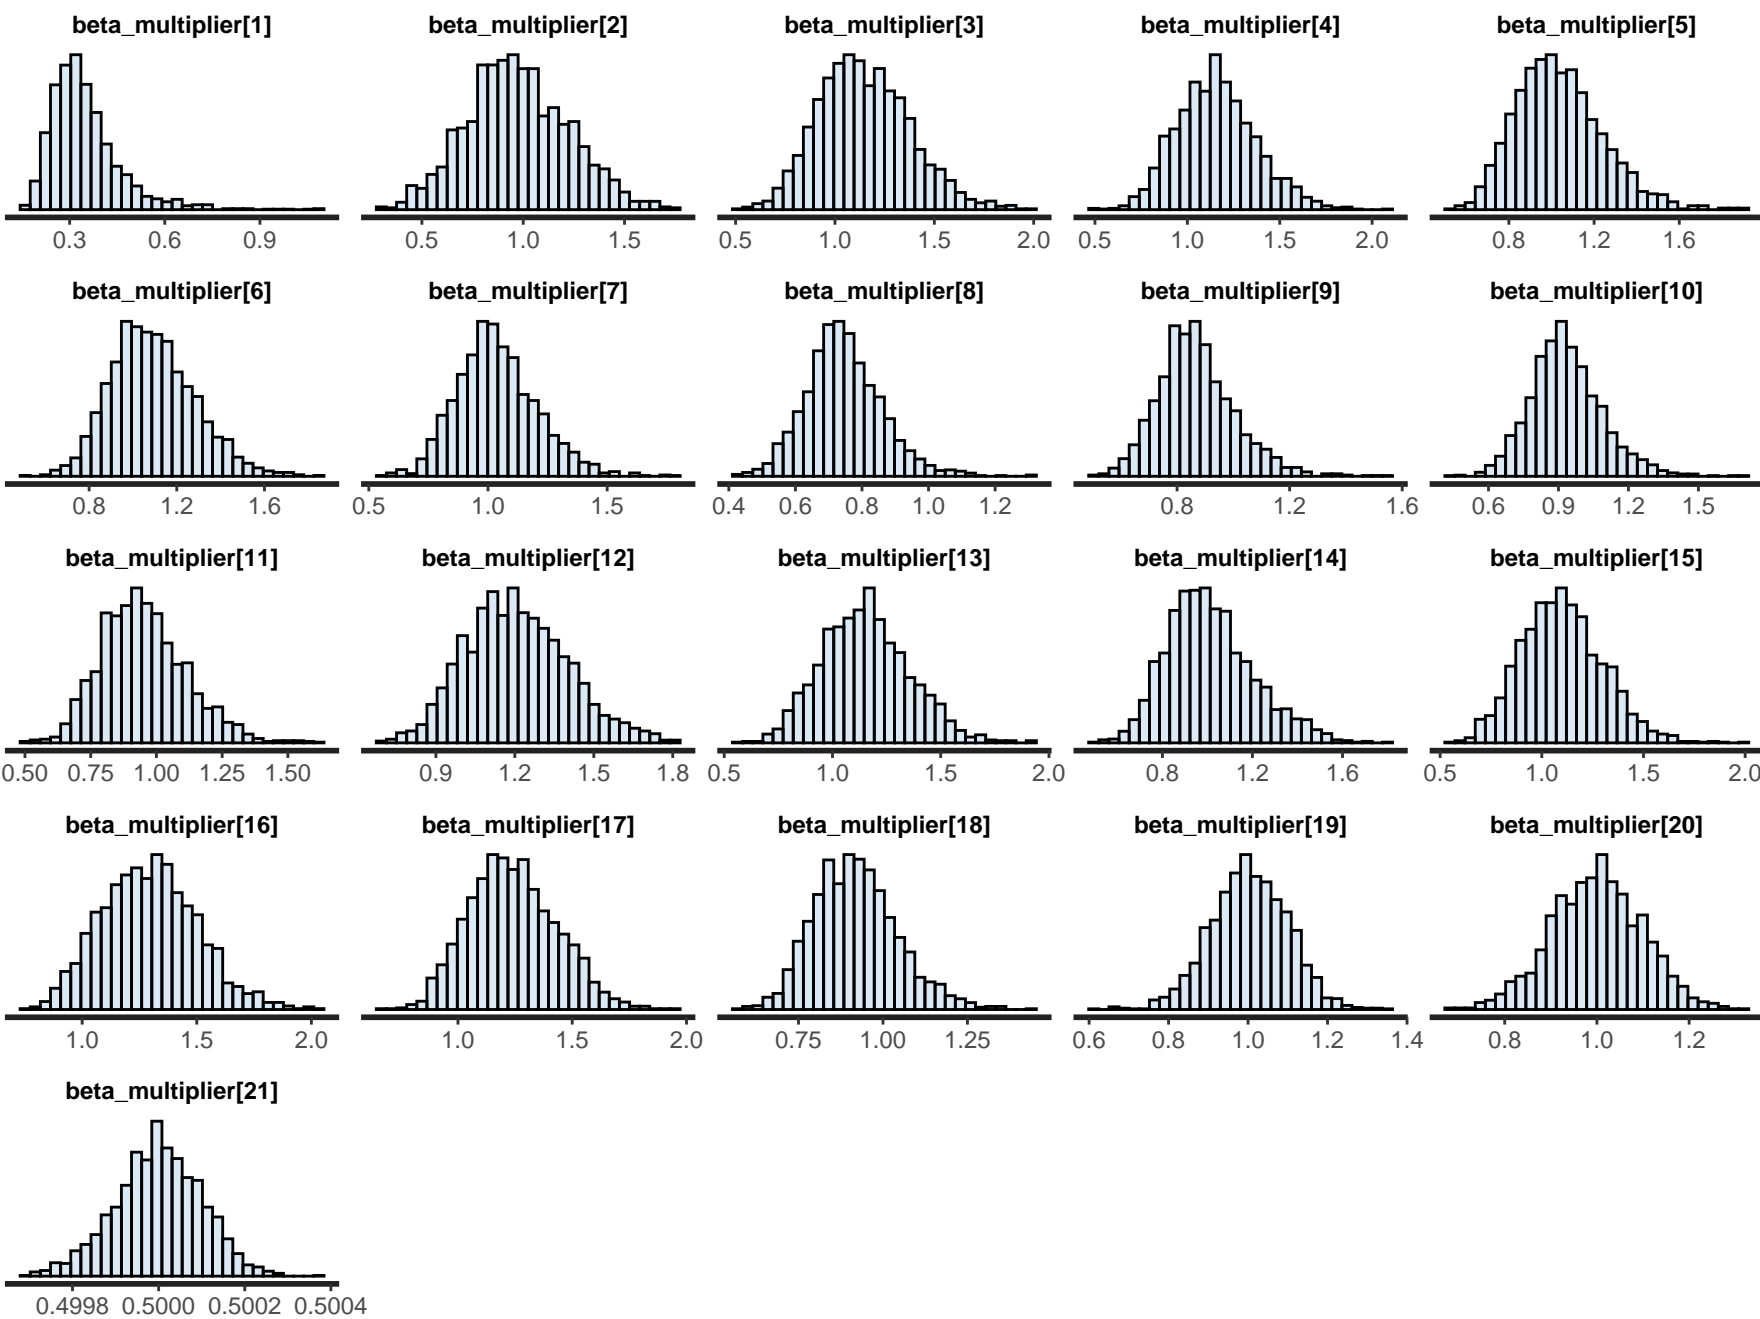 beta_multiplier[1] beta_multiplier[2] beta_multiplier[3] beta_multiplier[4] beta_multiplier[5]
0.3 0.6 0.9 0.5 1.0 1.5 0.5 1.0 1.5 2.0 0.5 1.0 1.5 2.0 0.8 1.2 1.6
beta_multiplier[6] beta_multiplier[7] beta_multiplier[8] beta_multiplier[9] beta_multiplier[10]
0.8 1.2 1.6 0.5 1.0 1.5 0.4 0.6 0.8 1.0 1.2 0.8 1.2 1.6 0.6 0.9 1.2 1.5
beta_multiplier[11] beta_multiplier[12] beta_multiplier[13] beta_multiplier[14] beta_multiplier[15]
0.50 0.75 1.00 1.25 1.50 0.9 1.2 1.5 1.8 0.5 1.0 1.5 2.0 0.8 1.2 1.6 0.5 1.0 1.5 2.0
beta_multiplier[16] beta_multiplier[17] beta_multiplier[18] beta_multiplier[19] beta_multiplier[20]
1.0 1.5 2.0 1.0 1.5 2.0 0.75 1.00 1.25 0.6 0.8 1.0 1.2 1.4 0.8 1.0 1.2
beta_multiplier[21]
0.4998 0.5000 0.5002 0.5004